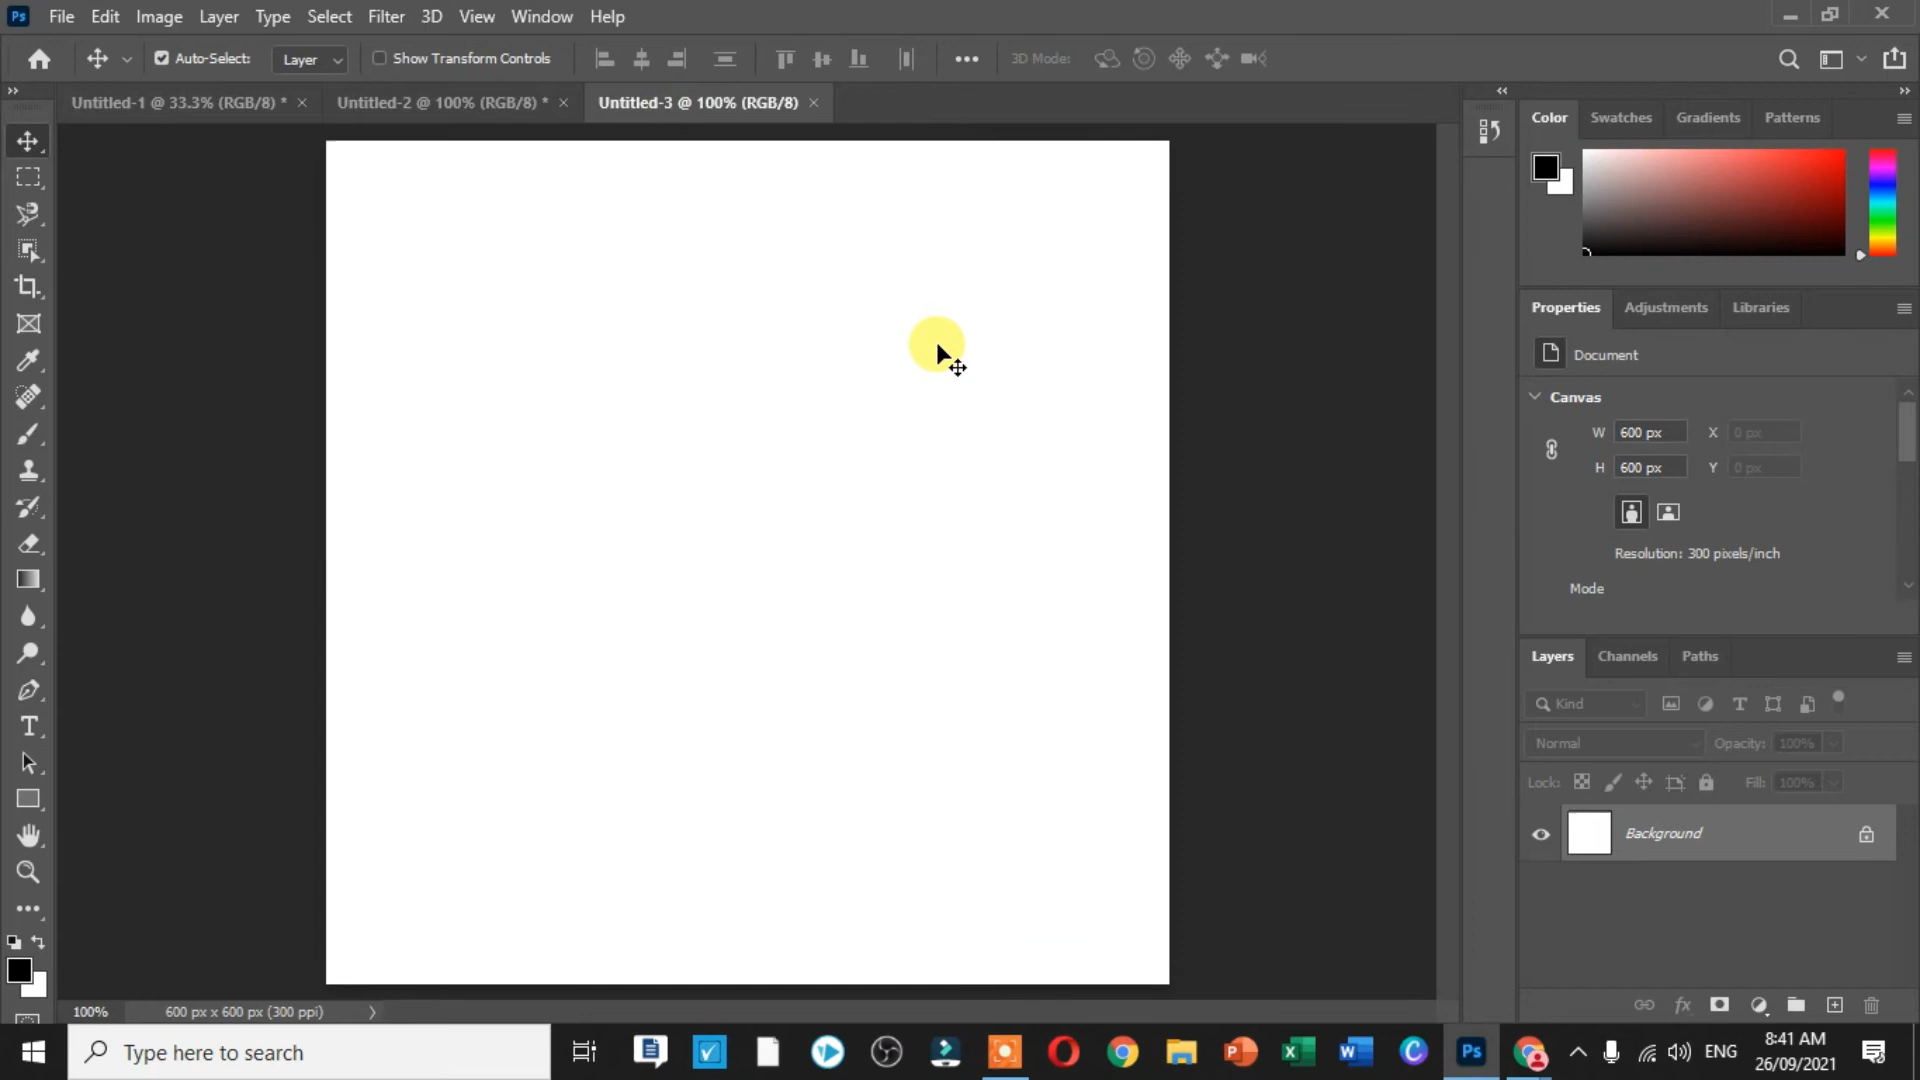 Ps File Edit Image Layer Type Select Filter 3D View Window Help
Auto-Select: Layer Show Transform Controls 3D Mode:
Untitled-1 @ 33.3% (RGB/8) * Untitled-2 @ 100% (RGB/8) * Untitled-3 @ 100% (RGB/8)
Color Swatches Gradients Patterns
Properties Adjustments Libraries
Document
Canvas
W 600 px X 0 px
H 600 px Y 0 px
Resolution: 300 pixels/inch
Mode
Layers Channels Paths
Kind
Normal Opacity: 100%
Lock: Fill: 100%
Background
fx
100% 600 px x 600 px (300 ppi)
Type here to search
ENG
8:41 AM
26/09/2021